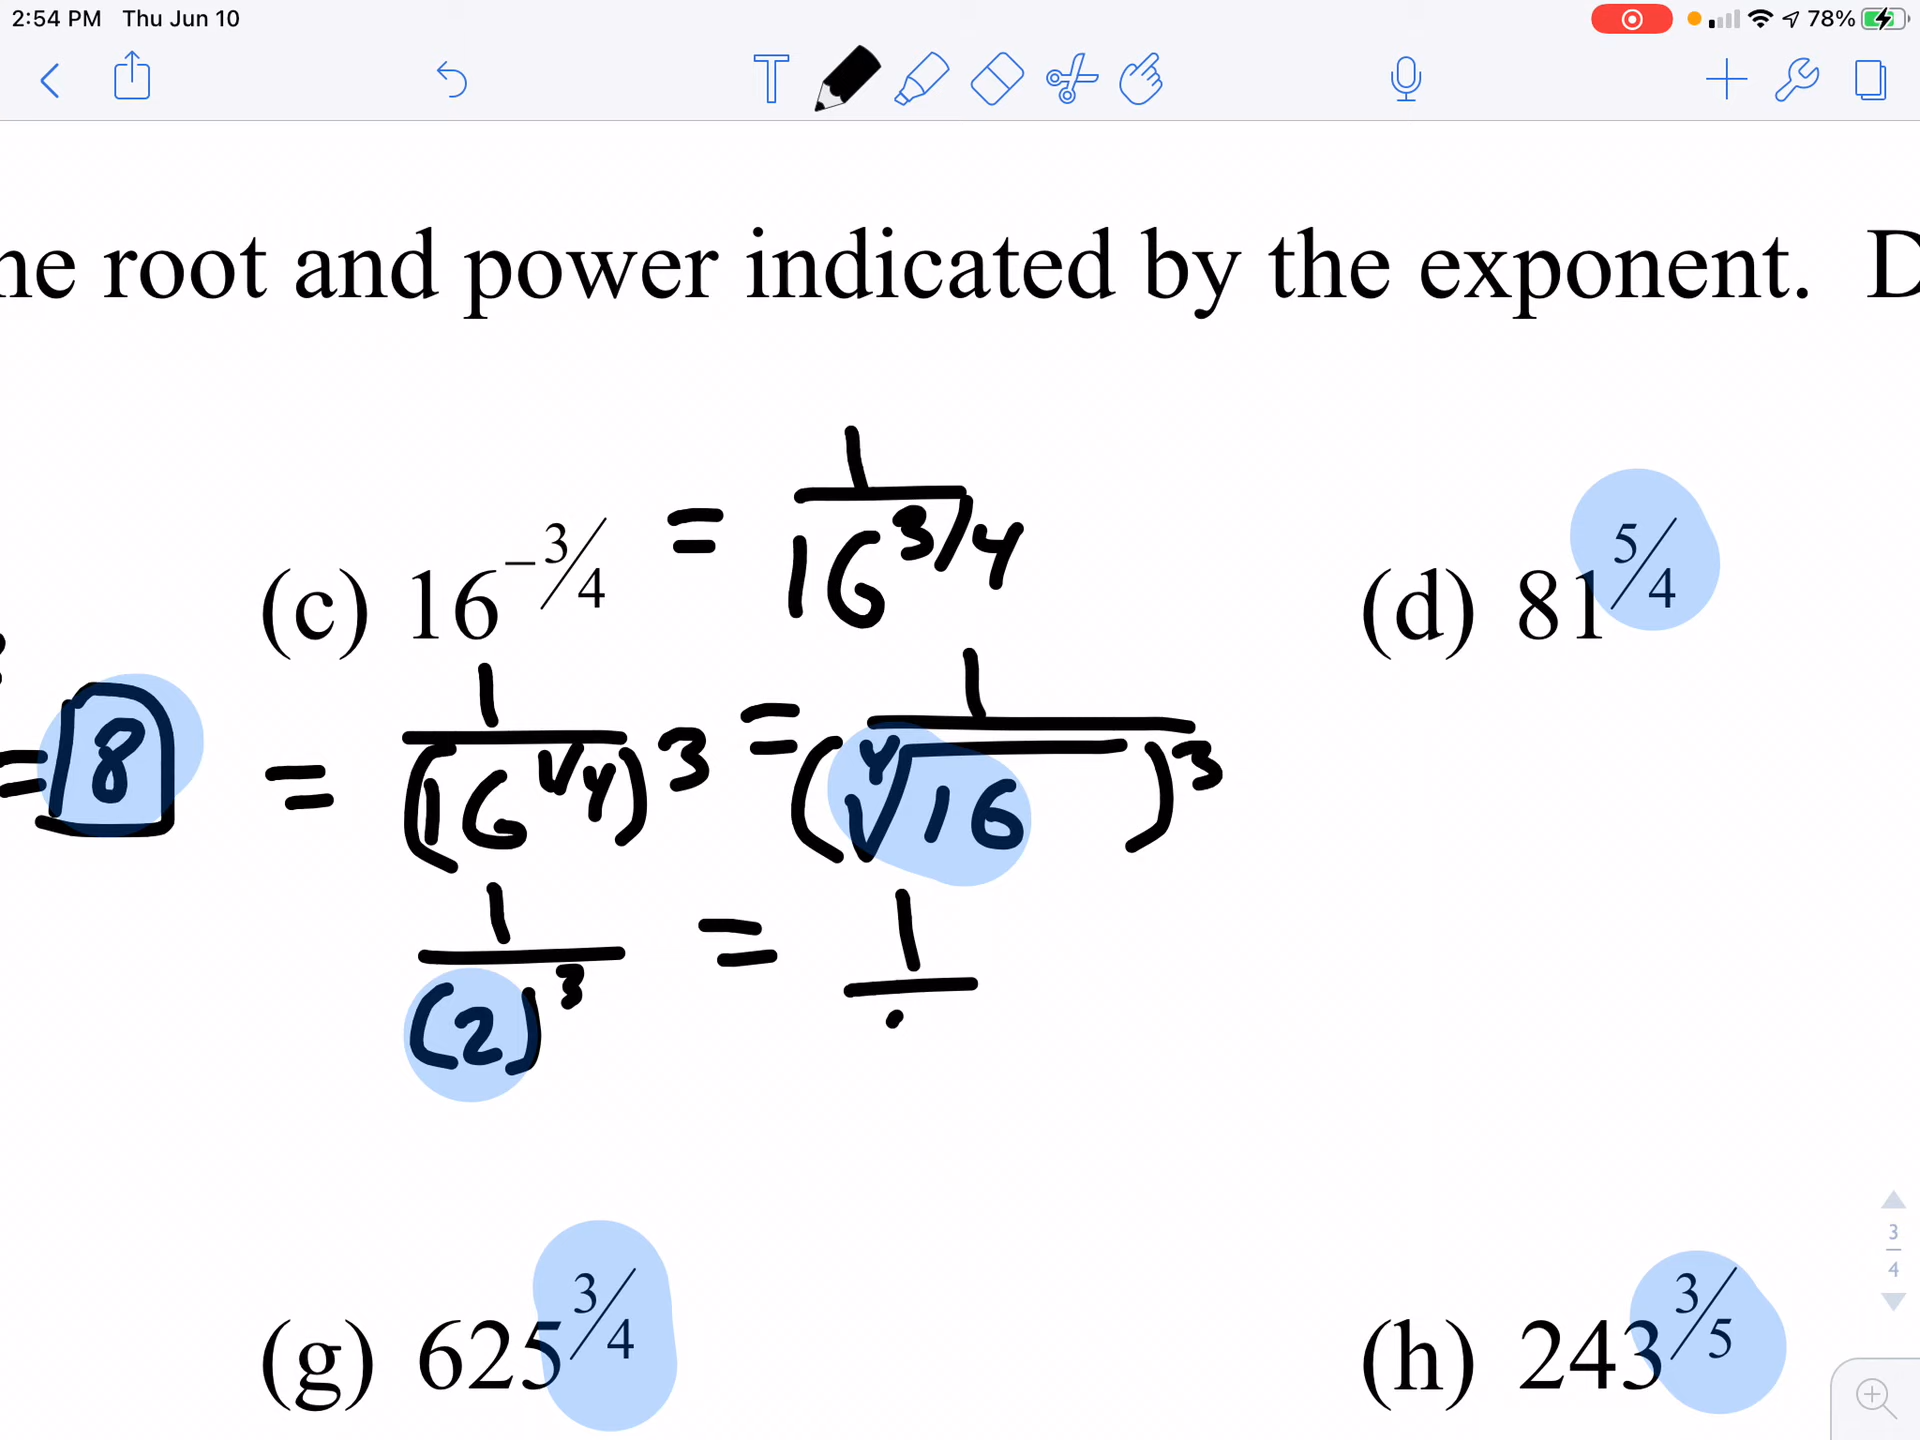 2:54 PM Thu Jun 10 78%
T
he root and power indicated by the exponent. D
(c) 16^(-3/4) = 1/16^(3/4)
(d) 81^(5/4)
= 8 = 1/(16^(1/4))^3 = 1/(∜16)^3
1/(2)^3 = 1/
3/4
(g) 625^(3/4)
(h) 243^(3/5)